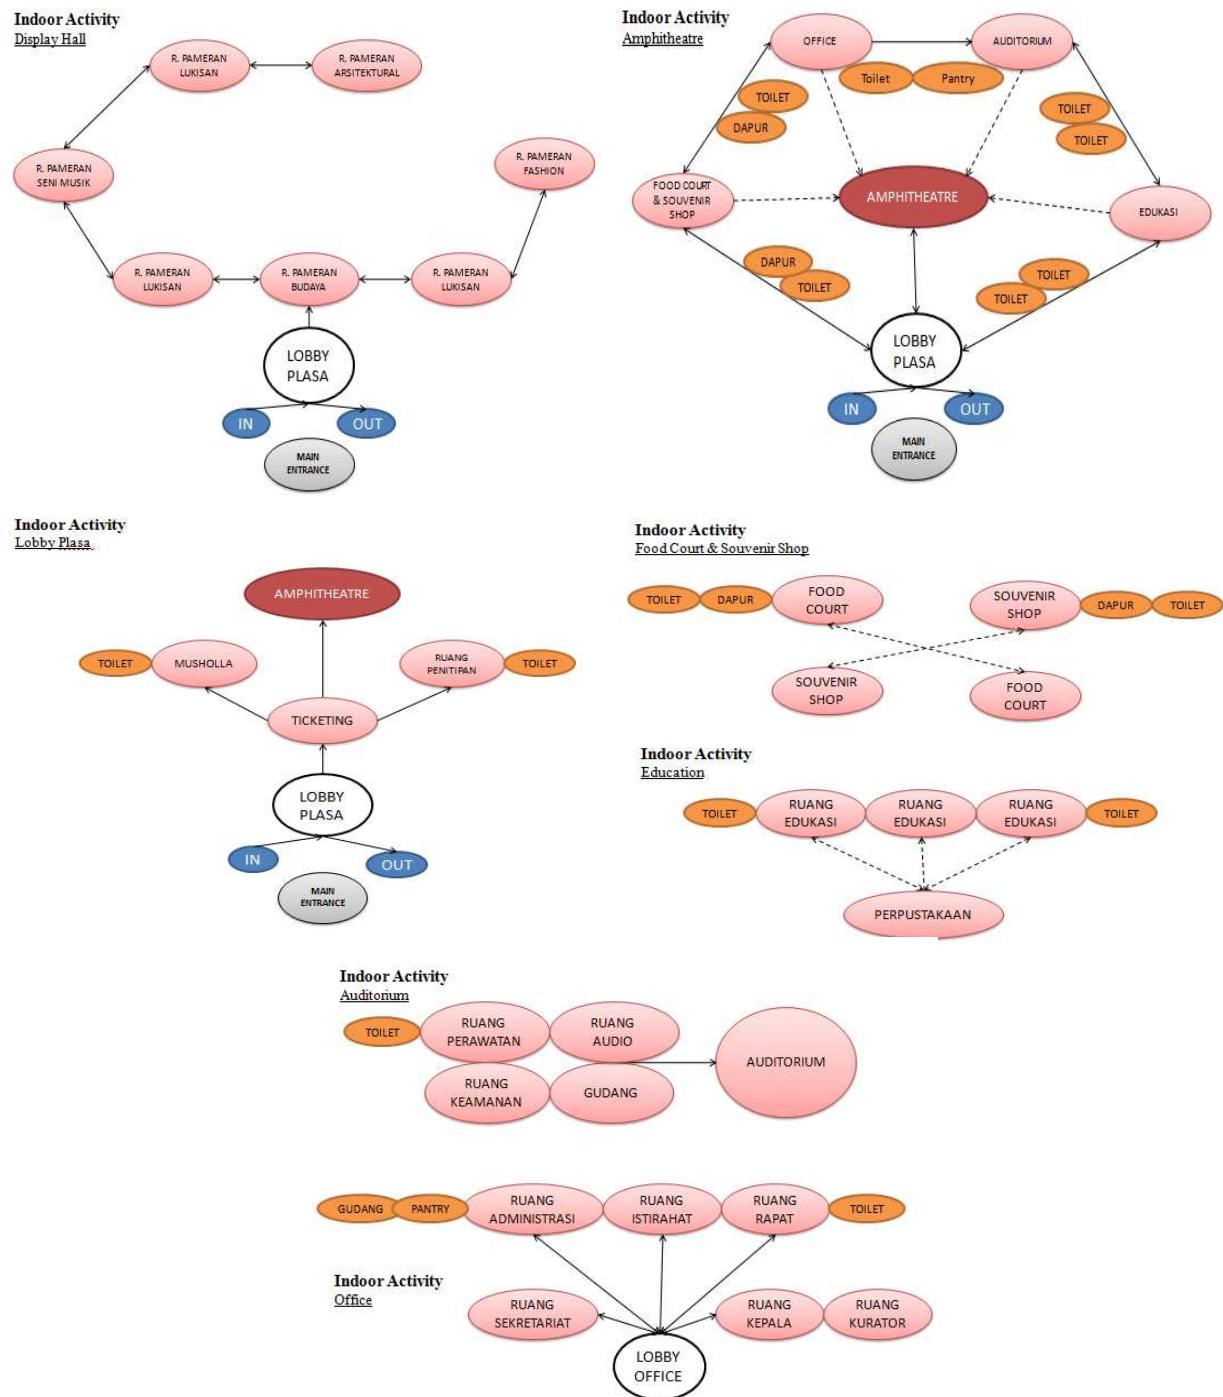 Indoor Activity
Display Hall
R. PAMERAN
LUKISAN
R. PAMERAN
ARSITEKTURAL
R. PAMERAN
SENI MUSIK
R. PAMERAN
FASHION
R. PAMERAN
LUKISAN
R. PAMERAN
BUDAYA
R. PAMERAN
LUKISAN
LOBBY
PLASA
IN
OUT
MAIN
ENTRANCE
Indoor Activity
Amphitheatre
OFFICE
AUDITORIUM
Toilet
Pantry
TOILET
DAPUR
TOILET
TOILET
FOOD COURT
& SOUVENIR
SHOP
AMPHITHEATRE
EDUKASI
DAPUR
TOILET
TOILET
TOILET
LOBBY
PLASA
IN
OUT
MAIN
ENTRANCE
Indoor Activity
Lobby Plasa
AMPHITHEATRE
TOILET
MUSHOLLA
RUANG
PENITIPAN
TOILET
TICKETING
LOBBY
PLASA
IN
OUT
MAIN
ENTRANCE
Indoor Activity
Food Court & Souvenir Shop
TOILET
DAPUR
FOOD
COURT
SOUVENIR
SHOP
DAPUR
TOILET
SOUVENIR
SHOP
FOOD
COURT
Indoor Activity
Education
TOILET
RUANG
EDUKASI
RUANG
EDUKASI
RUANG
EDUKASI
TOILET
PERPUSTAKAAN
Indoor Activity
Auditorium
TOILET
RUANG
PERAWATAN
RUANG
AUDIO
RUANG
KEAMANAN
GUDANG
AUDITORIUM
GUDANG
PANTRY
RUANG
ADMINISTRASI
RUANG
ISTIRAHAT
RUANG
RAPAT
TOILET
Indoor Activity
Office
RUANG
SEKRETARIAT
RUANG
KEPALA
RUANG
KURATOR
LOBBY
OFFICE